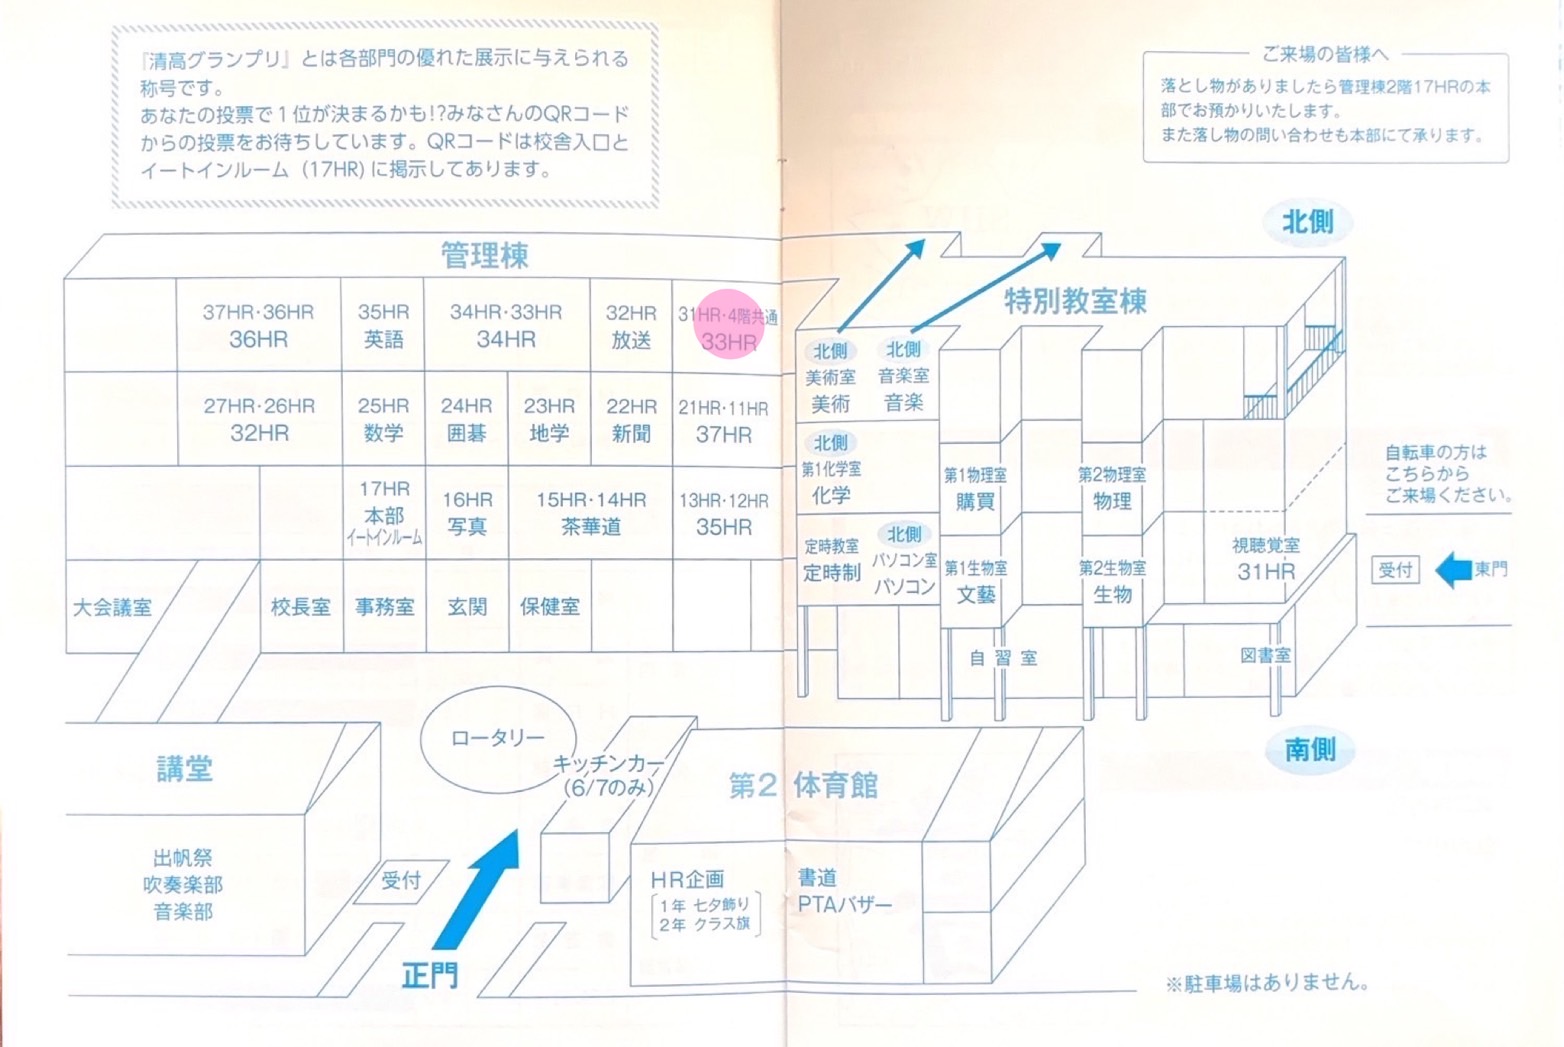 『清高グランプリ』とは各部門の優れた展示に与えられる
称号です。
あなたの投票で1位が決まるかも!?みなさんのQRコード
からの投票をお待ちしています。QRコードは校舎入口と
イートインルーム (17HR) に掲示してあります。
ご来場の皆様へ
落とし物がありましたら管理棟2階17HRの本
部でお預かりいたします。
また落し物の問い合わせも本部にて承ります。
北側
管理棟
37HR・36HR
36HR
35HR
英語
34HR・33HR
34HR
32HR
放送
31HR・4階共通
33HR
27HR・26HR
32HR
25HR
数学
24HR
囲碁
23HR
地学
22HR
新聞
21HR・11HR
37HR
17HR
本部
イートインルーム
16HR
写真
15HR・14HR
茶華道
13HR・12HR
35HR
大会議室
校長室
事務室
玄関
保健室
特別教室棟
北側
美術室
美術
北側
音楽室
音楽
北側
第1化学室
化学
第1物理室
購買
第2物理室
物理
定時教室
定時制
北側
パソコン室
パソコン
第1生物室
文藝
第2生物室
生物
視聴覚室
31HR
自習室
図書室
自転車の方は
こちらから
ご来場ください。
受付
東門
南側
講堂
出帆祭
吹奏楽部
音楽部
受付
ロータリー
キッチンカー
(6/7のみ)
正門
第2 体育館
HR企画
1年 七夕飾り
2年 クラス旗
書道
PTAバザー
※駐車場はありません。